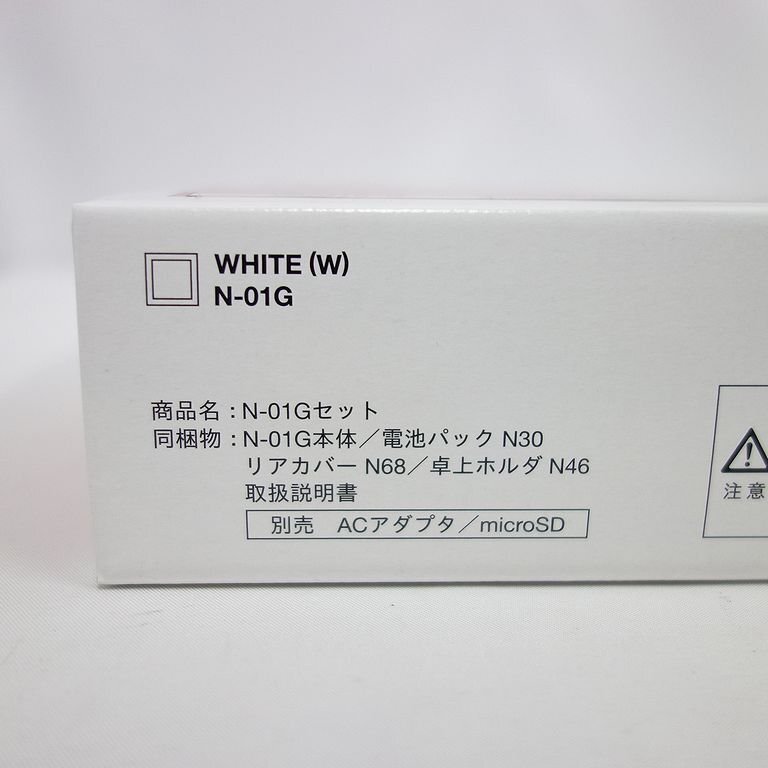 WHITE (W)
N-01G
商品名：N-01Gセット
同梱物：N-01G本体／電池パック N30
リアカバー N68／卓上ホルダ N46
取扱説明書
別売　ACアダプタ／microSD
注意